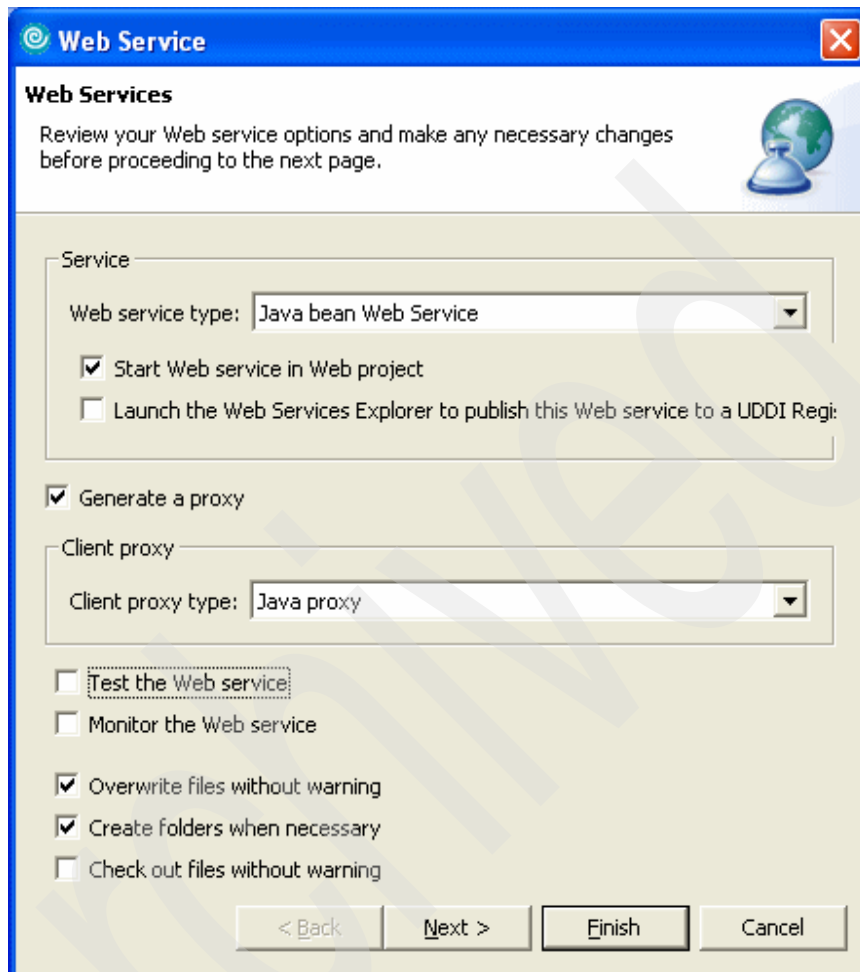 Web Service
Web Services
Review your Web service options and make any necessary changes
before proceeding to the next page.
Service
Web service type: Java bean Web Service
Start Web service in Web project
Launch the Web Services Explorer to publish this Web service to a UDDI Regi
Generate a proxy
Client proxy
Client proxy type: Java proxy
Test the Web service
Monitor the Web service
Overwrite files without warning
Create folders when necessary
Check out files without warning
< Back Next > Finish Cancel
rchived